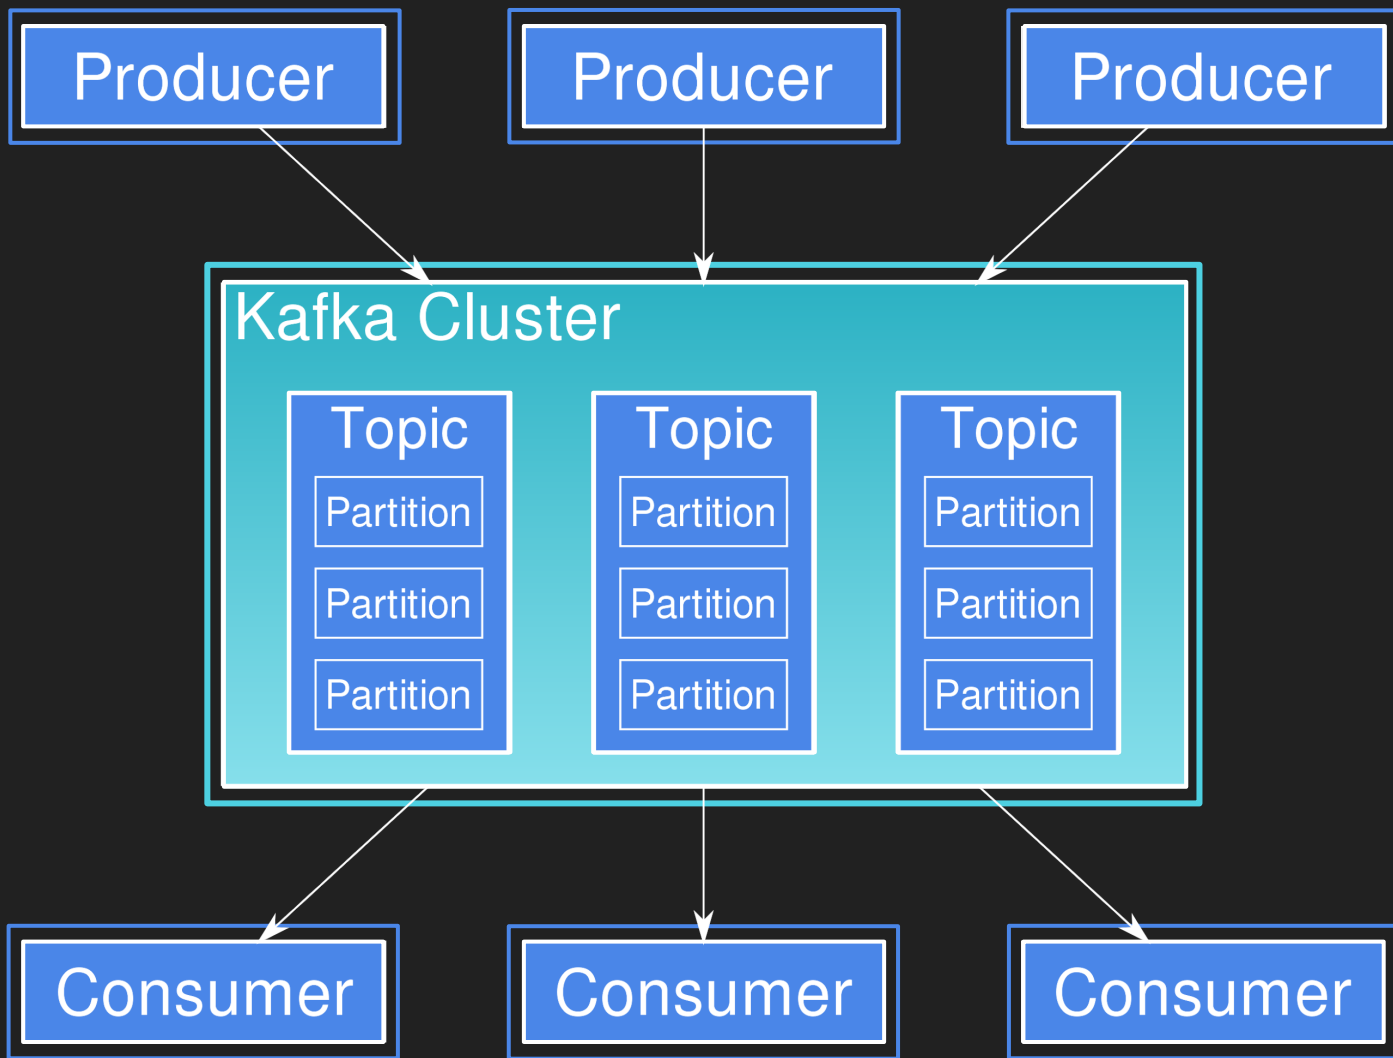 Producer
Producer
Producer
Kafka Cluster
Topic
Partition
Partition
Partition
Topic
Partition
Partition
Partition
Topic
Partition
Partition
Partition
Consumer
Consumer
Consumer